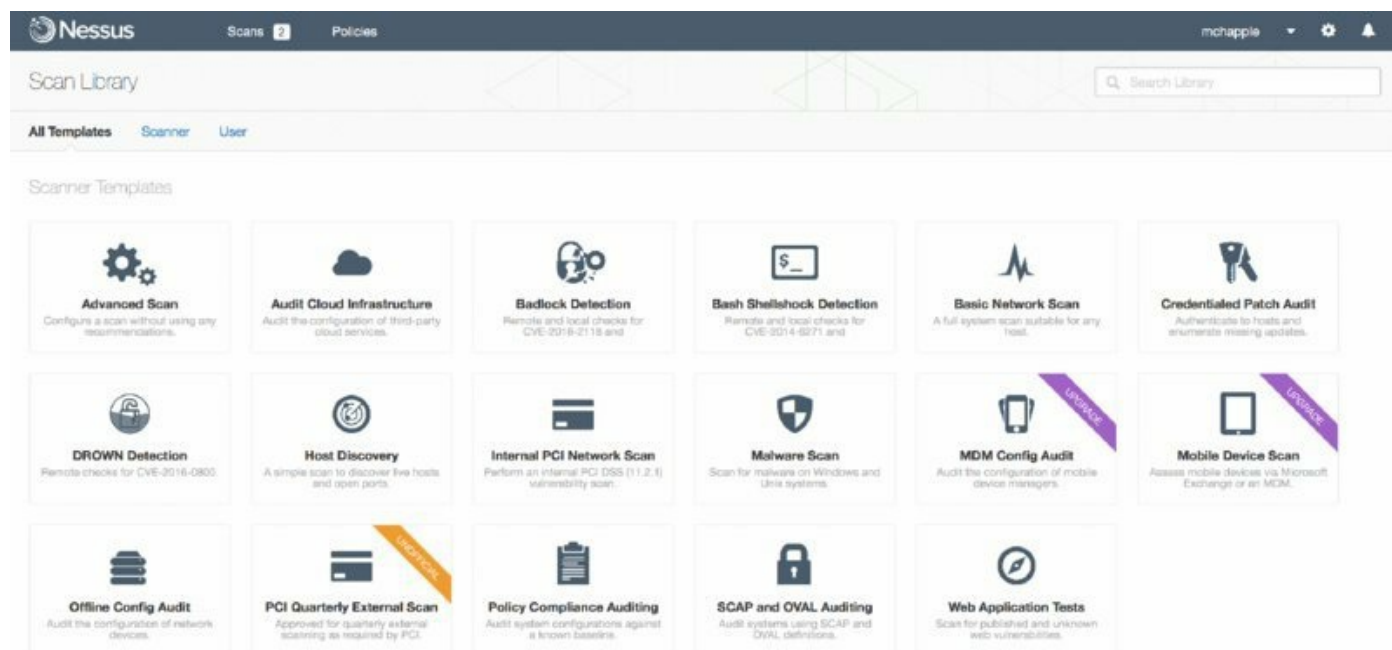 Nessus Scans 2 Policies mchapple
Scan Library Search Library
All Templates Scanner User
Scanner Templates
$_
Advanced Scan
Configure a scan without using any
recommendations.
Audit Cloud Infrastructure
Audit the configuration of third-party
cloud services.
Badlock Detection
Remote and local checks for
CVE-2016-2118 and
Bash Shellshock Detection
Remote and local checks for
CVE-2014-6271 and
Basic Network Scan
A full system scan suitable for any
host.
Credentialed Patch Audit
Authenticate to hosts and
enumerate missing updates.
DROWN Detection
Remote checks for CVE-2016-0800.
Host Discovery
A simple scan to discover live hosts
and open ports.
Internal PCI Network Scan
Perform an internal PCI DSS (11.2.1)
vulnerability scan.
Malware Scan
Scan for malware on Windows and
Unix systems.
UPGRADE
MDM Config Audit
Audit the configuration of mobile
device managers.
UPGRADE
Mobile Device Scan
Assess mobile devices via Microsoft
Exchange or an MDM.
Offline Config Audit
Audit the configuration of network
devices.
UNOFFICIAL
PCI Quarterly External Scan
Approved for quarterly external
scanning as required by PCI.
Policy Compliance Auditing
Audit system configurations against
a known baseline.
SCAP and OVAL Auditing
Audit systems using SCAP and
OVAL definitions.
Web Application Tests
Scan for published and unknown
web vulnerabilities.